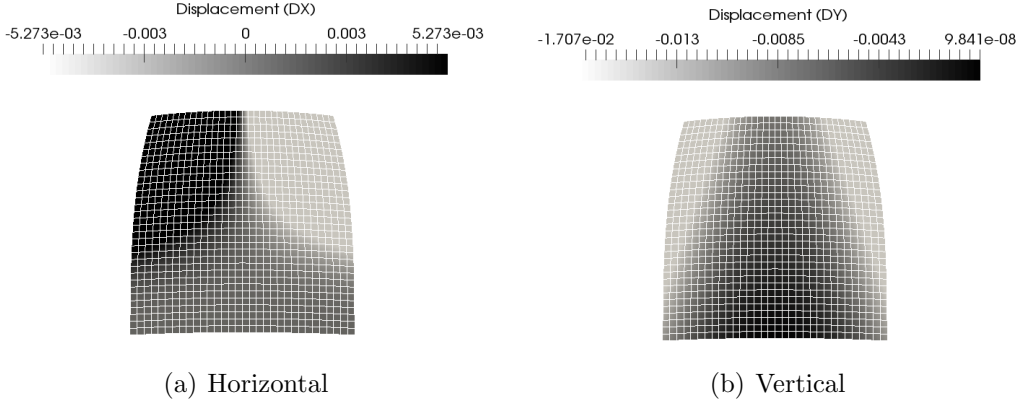 Displacement (DX)
-5.273e-03 -0.003 0 0.003 5.273e-03
Displacement (DY)
-1.707e-02 -0.013 -0.0085 -0.0043 9.841e-08
(a) Horizontal
(b) Vertical